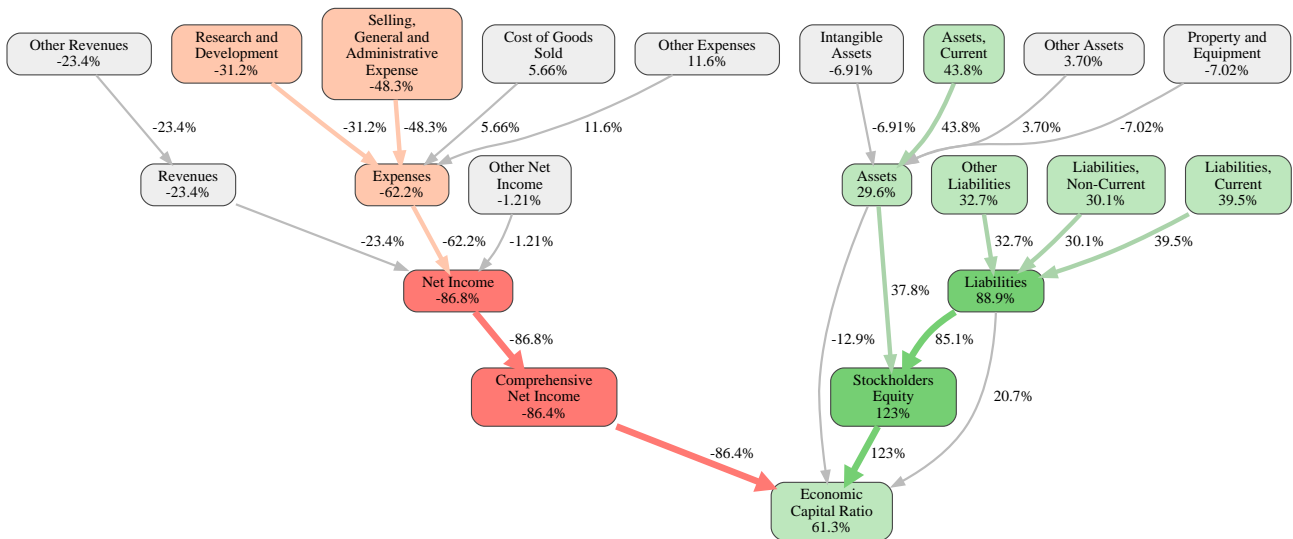 Other Revenues
-23.4%
Research and
Development
-31.2%
Selling,
General and
Administrative
Expense
-48.3%
Cost of Goods
Sold
5.66%
Other Expenses
11.6%
Intangible
Assets
-6.91%
Assets,
Current
43.8%
Other Assets
3.70%
Property and
Equipment
-7.02%
-23.4%
-31.2%
-48.3%
5.66%
11.6%
-6.91%
43.8%
3.70%
-7.02%
Revenues
-23.4%
Expenses
-62.2%
Other Net
Income
-1.21%
Assets
29.6%
Other
Liabilities
32.7%
Liabilities,
Non-Current
30.1%
Liabilities,
Current
39.5%
-23.4%
-62.2%
-1.21%
32.7%
30.1%
39.5%
Net Income
-86.8%
37.8%
Liabilities
88.9%
-86.8%
-12.9%
85.1%
Comprehensive
Net Income
-86.4%
Stockholders
Equity
123%
20.7%
-86.4%
123%
Economic
Capital Ratio
61.3%